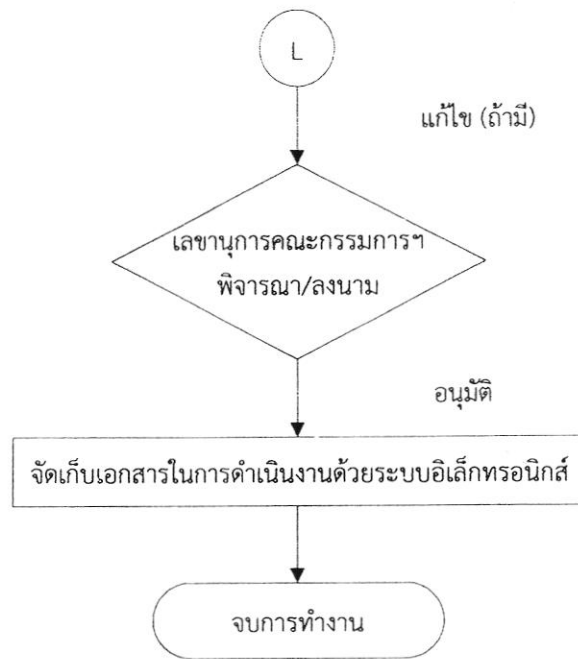 L
แก้ไข (ถ้ามี)
เลขานุการคณะกรรมการฯ
พิจารณา/ลงนาม
อนุมัติ
จัดเก็บเอกสารในการดำเนินงานด้วยระบบอิเล็กทรอนิกส์
จบการทำงาน